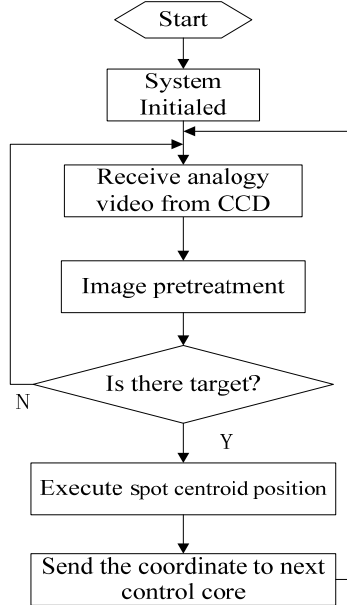 Start
System
Initialed
Receive analogy
video from CCD
Image pretreatment
Is there target?
N
Y
Execute spot centroid position
Send the coordinate to next
control core